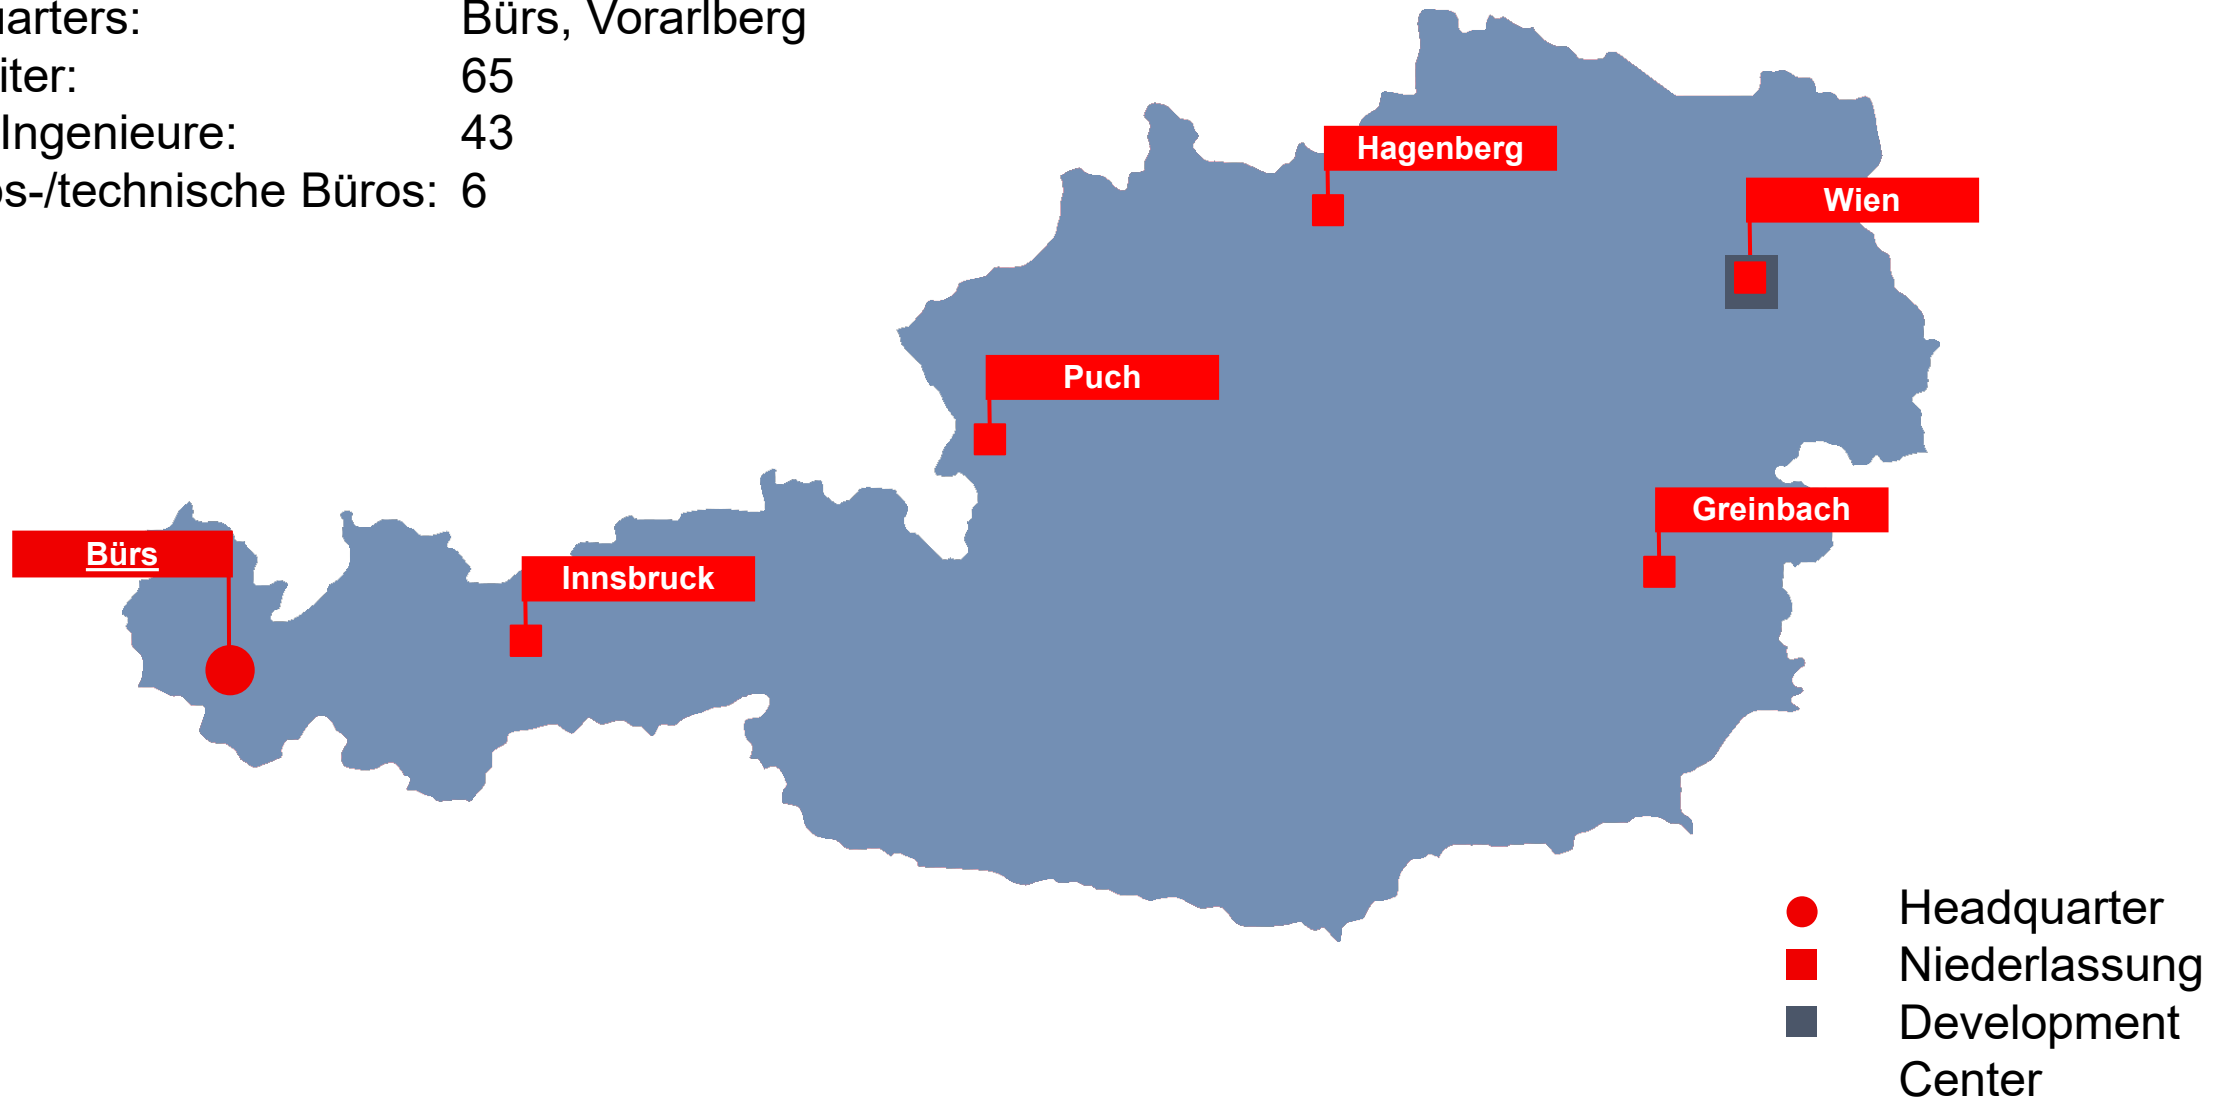 uarters: Bürs, Vorarlberg
iter: 65
Ingenieure: 43
s-/technische Büros: 6
Hagenberg
Wien
Puch
Greinbach
Bürs
Innsbruck
Headquarter
Niederlassung
Development
Center